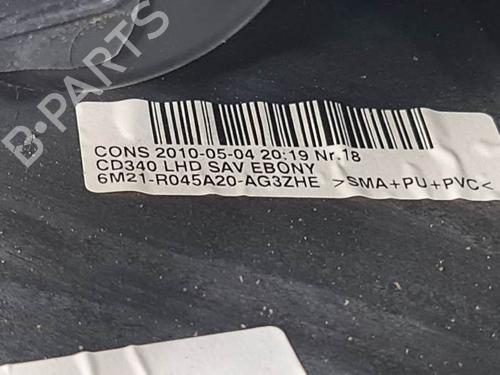 B-PARTS
CONS 2010-05-04 20:19 Nr.18
CD340 LHD SAV EBONY
6M21-R045A20-AG3ZHE >SMA+PU+PVC<